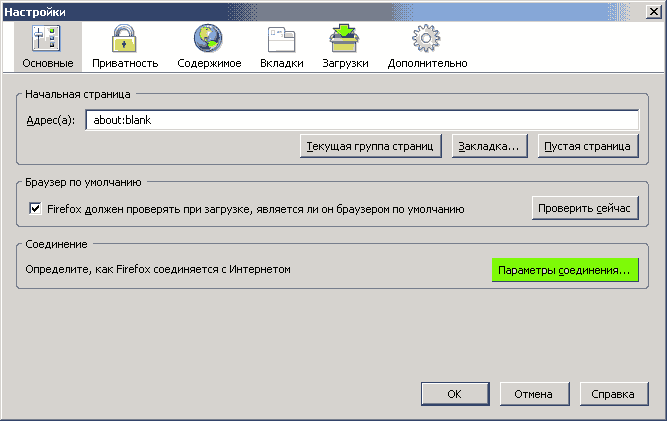 Настройки
Основные Приватность Содержимое Вкладки Загрузки Дополнительно
Начальная страница
Адрес(а): about:blank
Текущая группа страниц Закладка... Пустая страница
Браузер по умолчанию
Firefox должен проверять при загрузке, является ли он браузером по умолчанию Проверить сейчас
Соединение
Определите, как Firefox соединяется с Интернетом Параметры соединения...
OK Отмена Справка